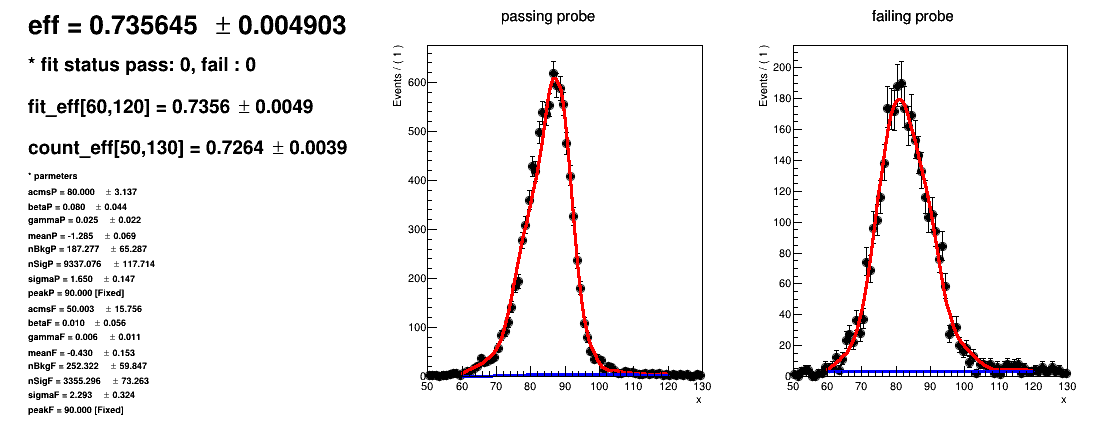 eff = 0.735645 ± 0.004903
* fit status pass: 0, fail : 0
fit_eff[60,120] = 0.7356 ± 0.0049
count_eff[50,130] = 0.7264 ± 0.0039
* parmeters
acmsP = 80.000 ± 3.137
betaP = 0.080 ± 0.044
gammaP = 0.025 ± 0.022
meanP = -1.285 ± 0.069
nBkgP = 187.277 ± 65.287
nSigP = 9337.076 ± 117.714
sigmaP = 1.650 ± 0.147
peakP = 90.000 [Fixed]
acmsF = 50.003 ± 15.756
betaF = 0.010 ± 0.056
gammaF = 0.006 ± 0.011
meanF = -0.430 ± 0.153
nBkgF = 252.322 ± 59.847
nSigF = 3355.296 ± 73.263
sigmaF = 2.293 ± 0.324
peakF = 90.000 [Fixed]
passing probe
Events / ( 1 )
600
500
400
300
200
100
0
50 60 70 80 90 100 110 120 130
x
failing probe
Events / ( 1 )
200
180
160
140
120
100
80
60
40
20
0
50 60 70 80 90 100 110 120 130
x